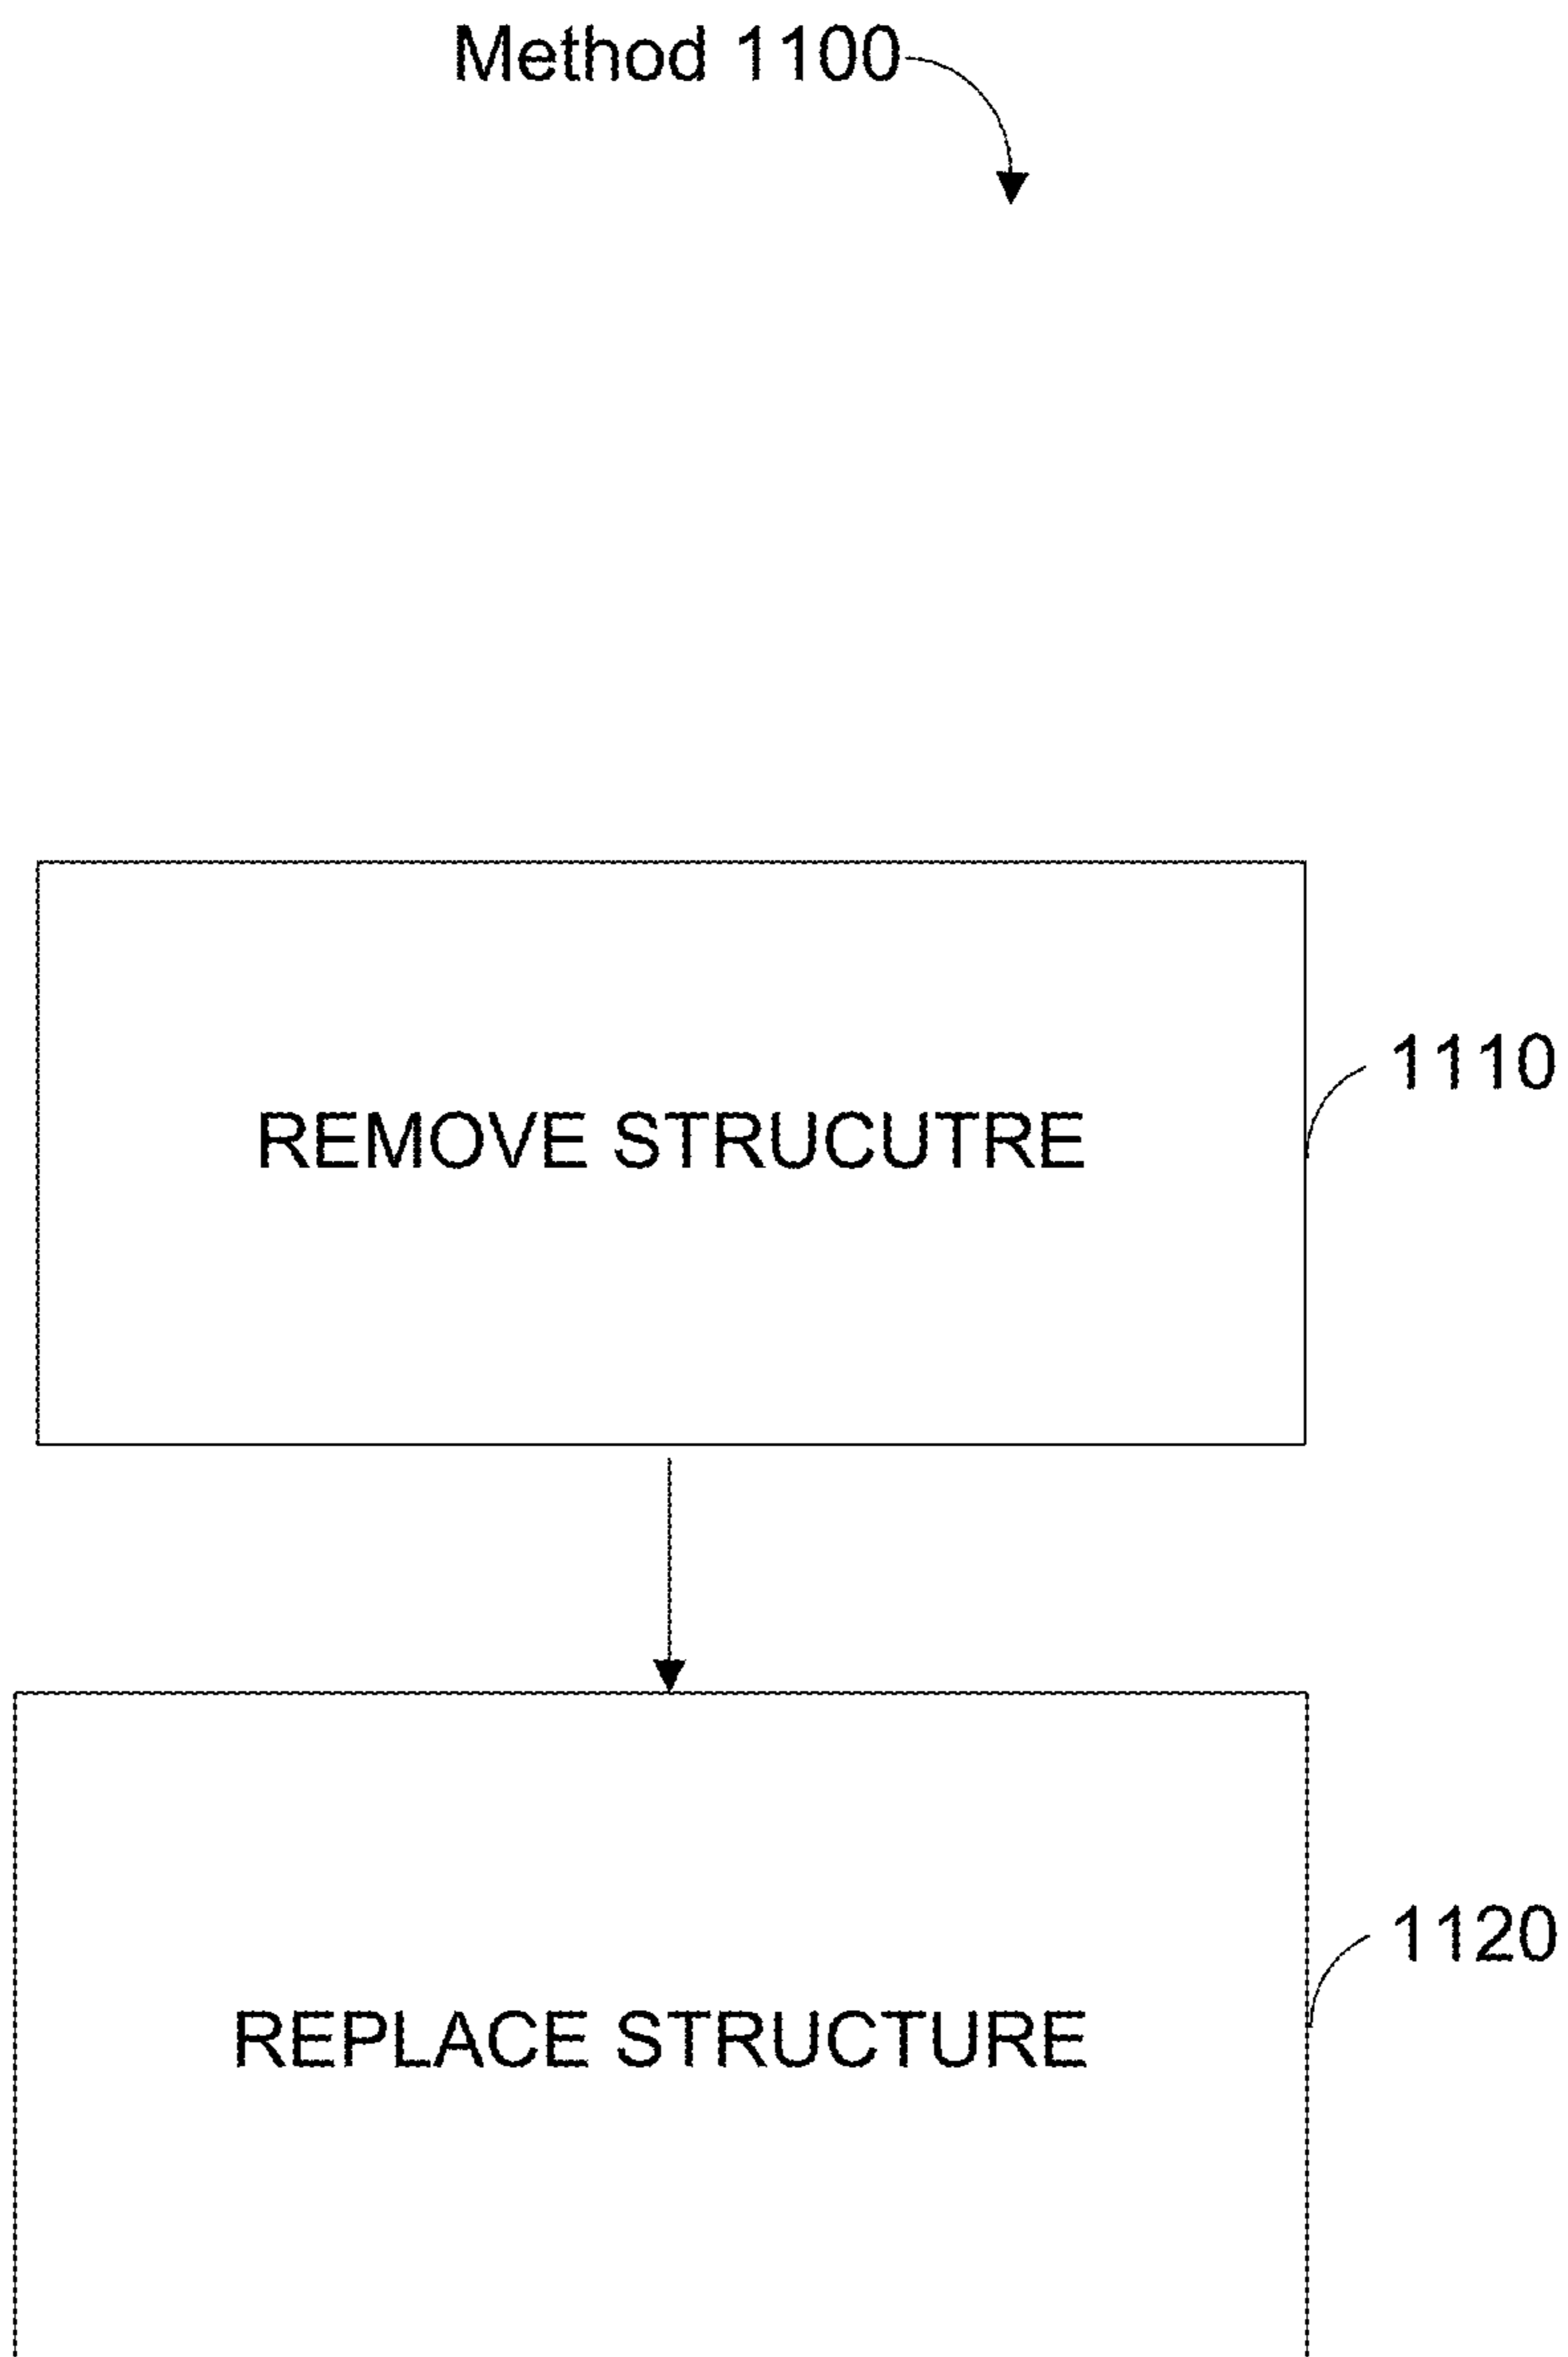 Method 1100
1110
REMOVE STRUCUTRE
1120
REPLACE STRUCTURE